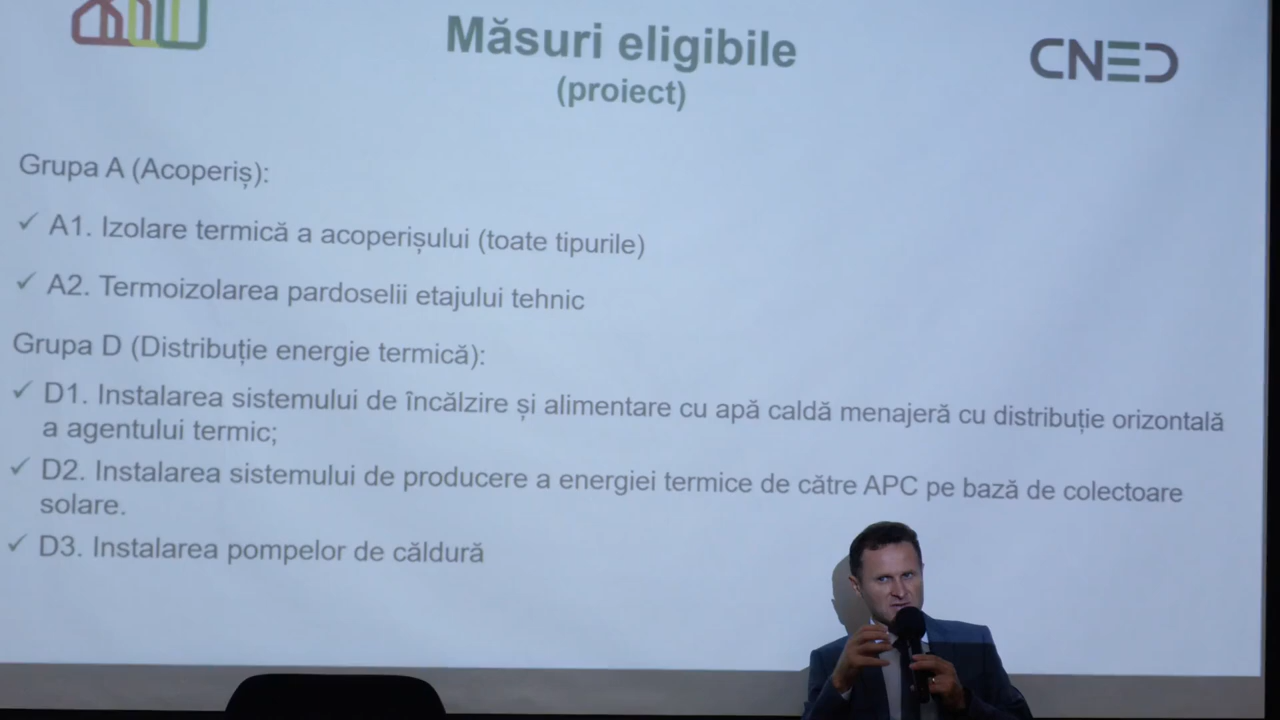 Măsuri eligibile
(proiect)
CNED
Grupa A (Acoperiș):
✓ A1. Izolare termică a acoperișului (toate tipurile)
✓ A2. Termoizolarea pardoselii etajului tehnic
Grupa D (Distribuție energie termică):
✓ D1. Instalarea sistemului de încălzire și alimentare cu apă caldă menajeră cu distribuție orizontală
a agentului termic;
✓ D2. Instalarea sistemului de producere a energiei termice de către APC pe bază de colectoare
solare.
✓ D3. Instalarea pompelor de căldură